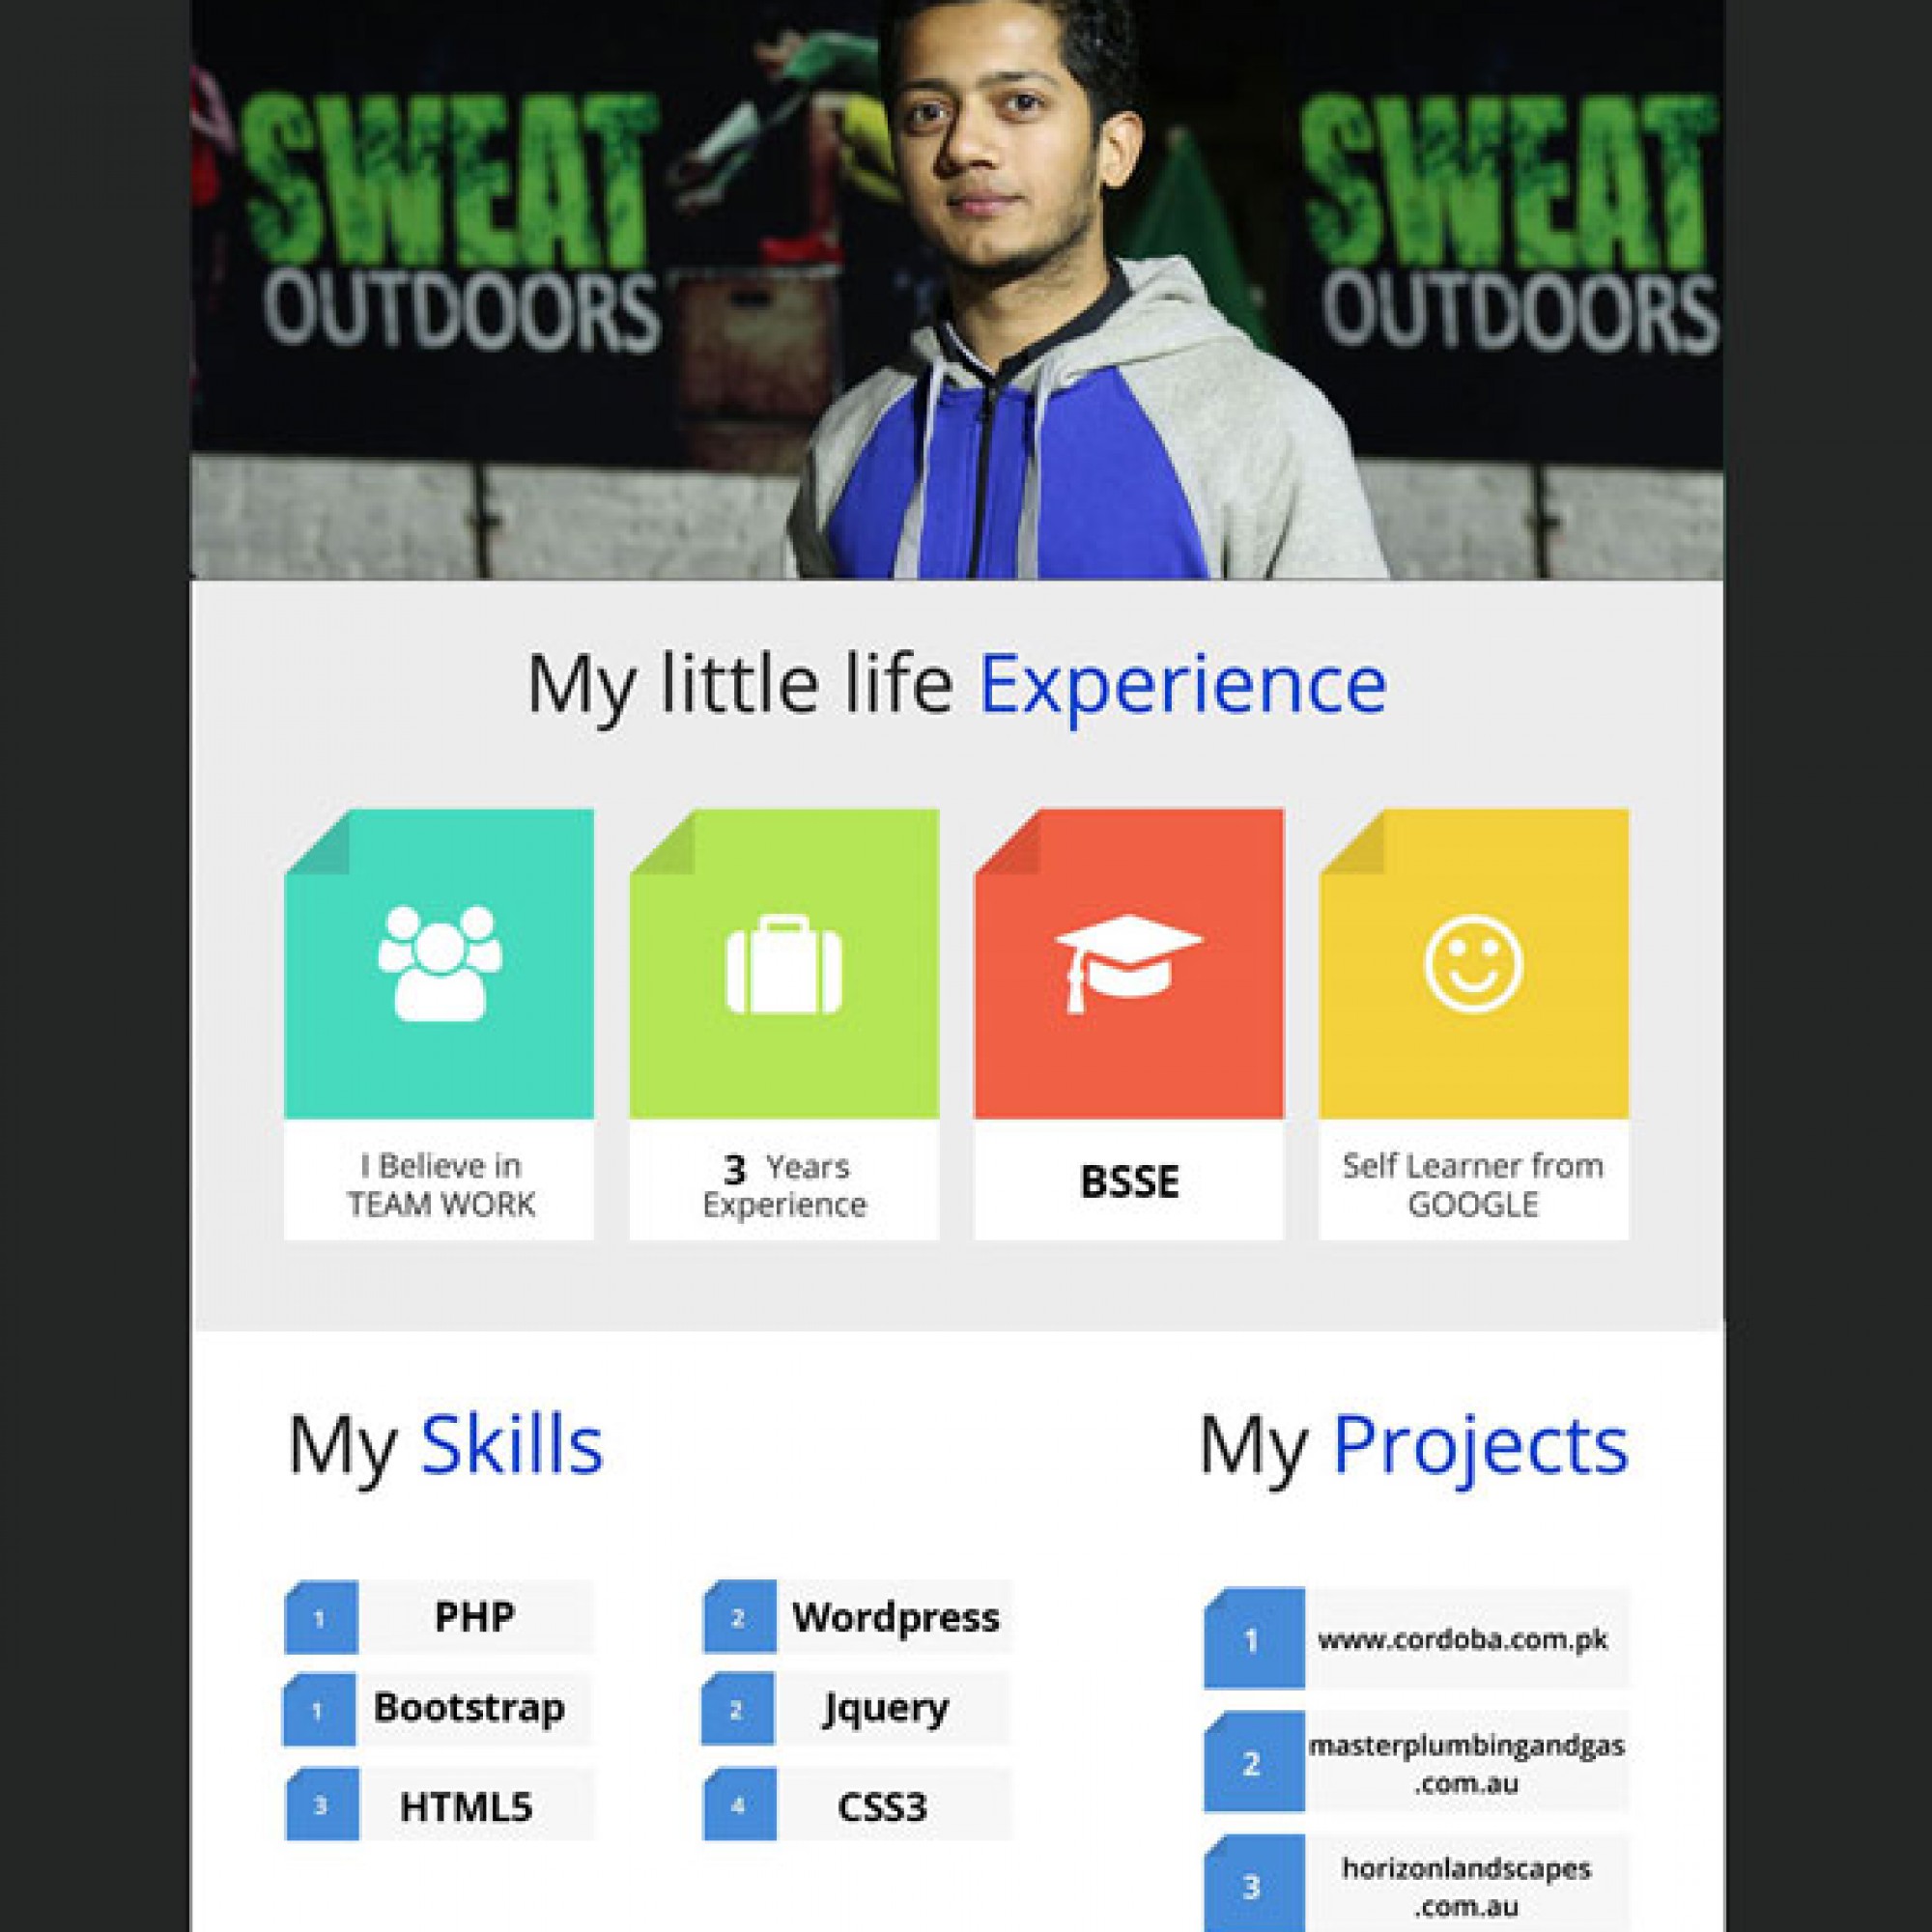 SWEAT
OUTDOORS
SWEAT
OUTDOORS
My little life Experience
I Believe in
TEAM WORK
3 Years
Experience
BSSE
Self Learner from
GOOGLE
My Skills
1 PHP
2 Wordpress
1 Bootstrap
2 Jquery
3 HTML5
4 CSS3
My Projects
1 www.cordoba.com.pk
2 masterplumbingandgas
.com.au
3 horizonlandscapes
.com.au